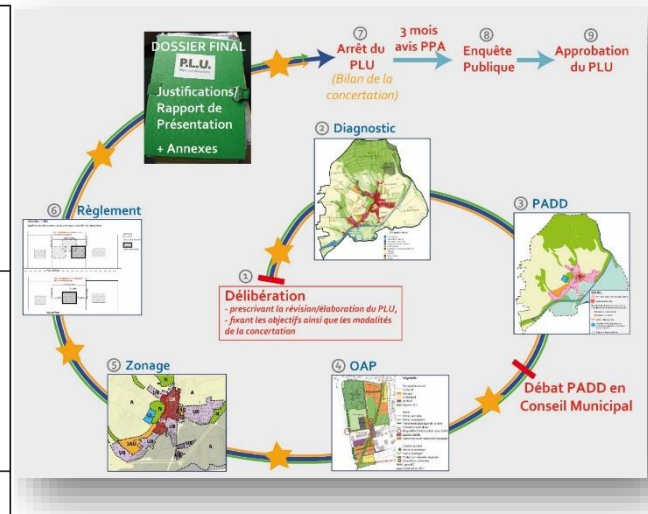 DOSSIER FINAL
P.L.U.
Justifications/
Rapport de
Présentation
+ Annexes
⑦
Arrêt du
PLU
(Bilan de la
concertation)
3 mois
avis PPA
⑧
Enquête
Publique
⑨
Approbation
du PLU
② Diagnostic
③ PADD
⑥ Règlement
①
Délibération
- prescrivant la révision/élaboration du PLU,
- fixant les objectifs ainsi que les modalités
de la concertation
Débat PADD en
Conseil Municipal
⑤ Zonage
④ OAP